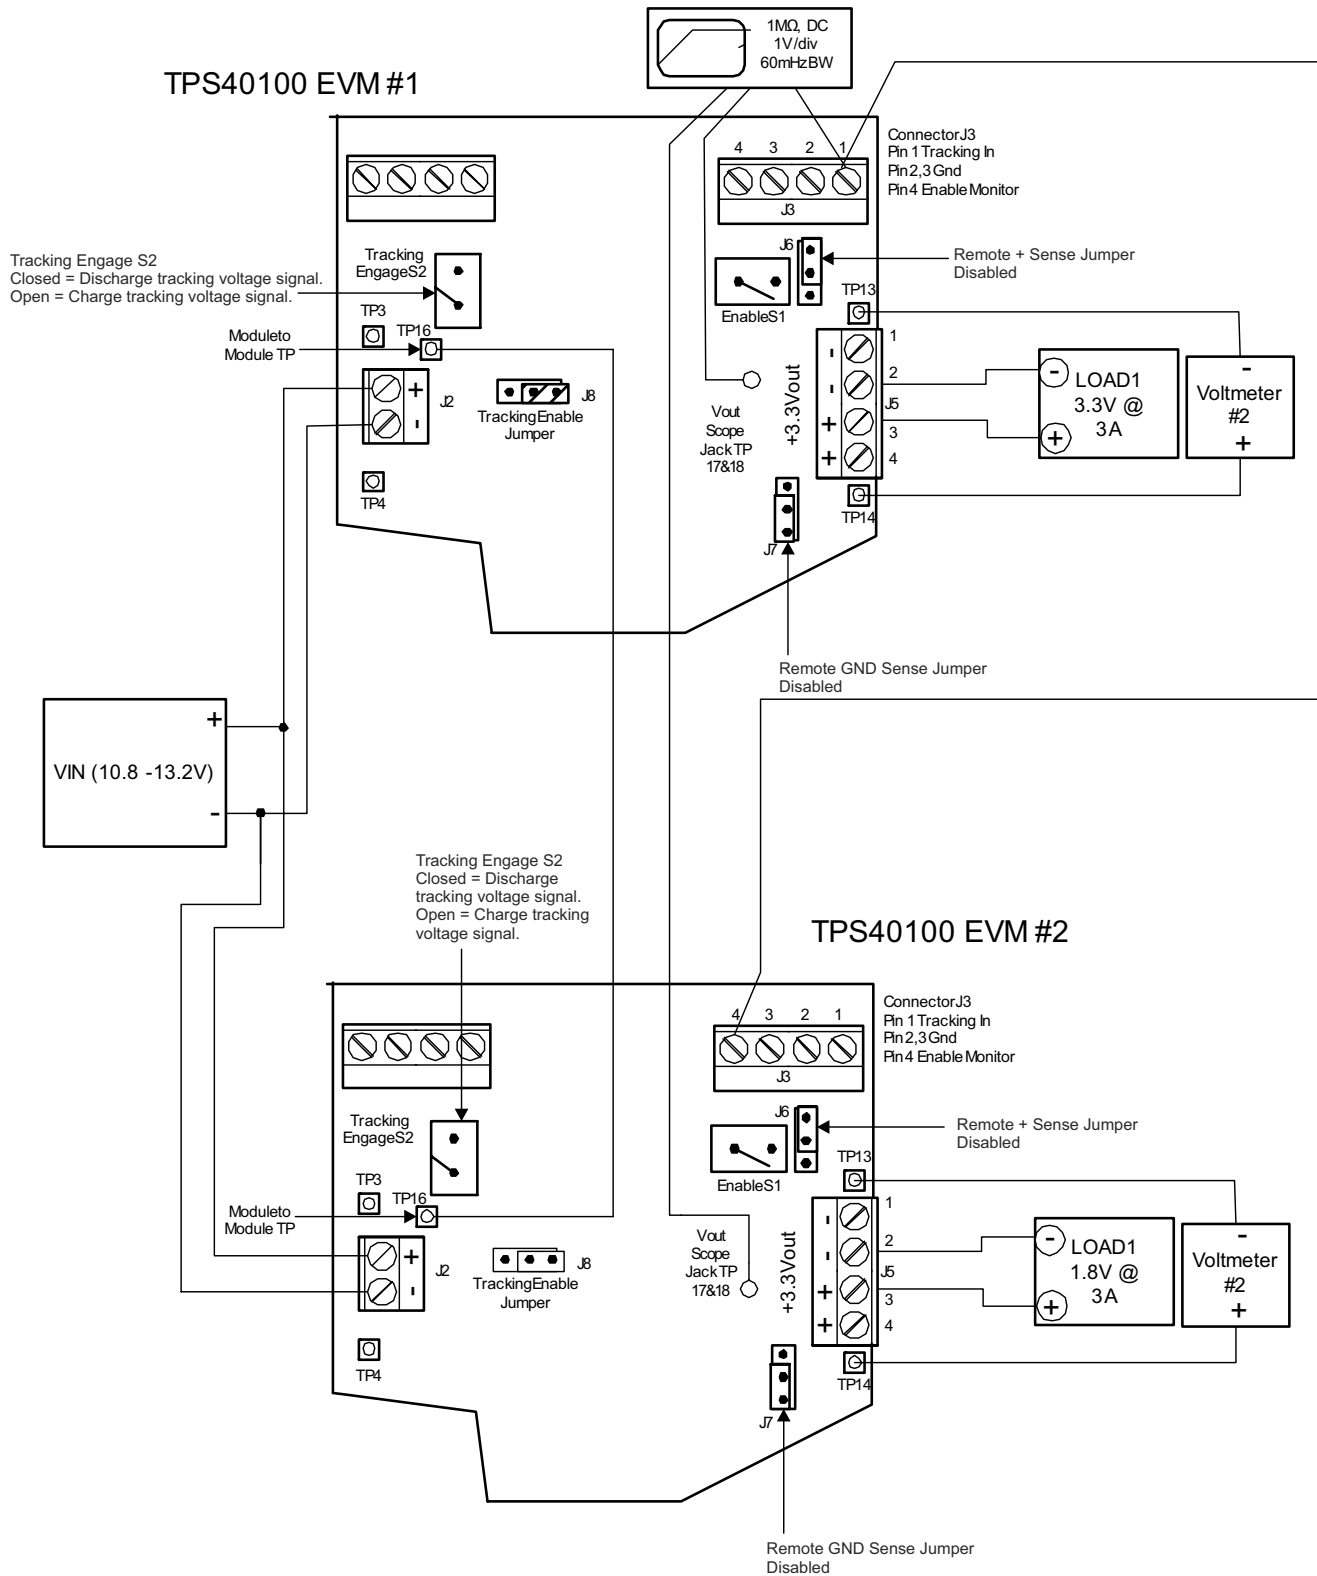 1MΩ, DC
1V/div
60mHzBW
TPS40100 EVM #1
ConnectorJ3
Pin 1 Tracking In
Pin 2,3 Gnd
Pin 4 Enable Monitor
4 3 2 1
J3
Tracking Engage S2
Closed = Discharge tracking voltage signal.
Open = Charge tracking voltage signal.
Tracking
EngageS2
J6
Remote + Sense Jumper
Disabled
EnableS1
TP13
TP3
TP16
Moduleto
Module TP
J2
+
-
TrackingEnable
Jumper
J8
Vout
Scope
Jack TP
17&18
+3.3Vout
-
-
+
+
1
2
J5
3
4
-
LOAD1
3.3V @
3A
+
-
Voltmeter
#2
+
TP4
TP14
J7
Remote GND Sense Jumper
Disabled
+
VIN (10.8 -13.2V)
-
Tracking Engage S2
Closed = Discharge
tracking voltage signal.
Open = Charge tracking
voltage signal.
TPS40100 EVM #2
ConnectorJ3
Pin 1 Tracking In
Pin 2,3 Gnd
Pin 4 Enable Monitor
4 3 2 1
J3
Tracking
EngageS2
J6
Remote + Sense Jumper
Disabled
EnableS1
TP13
TP3
TP16
Moduleto
Module TP
J2
+
-
TrackingEnable
Jumper
J8
Vout
Scope
Jack TP
17&18
+3.3Vout
-
-
+
+
1
2
J5
3
4
-
LOAD1
1.8V @
3A
+
-
Voltmeter
#2
+
TP4
TP14
J7
Remote GND Sense Jumper
Disabled